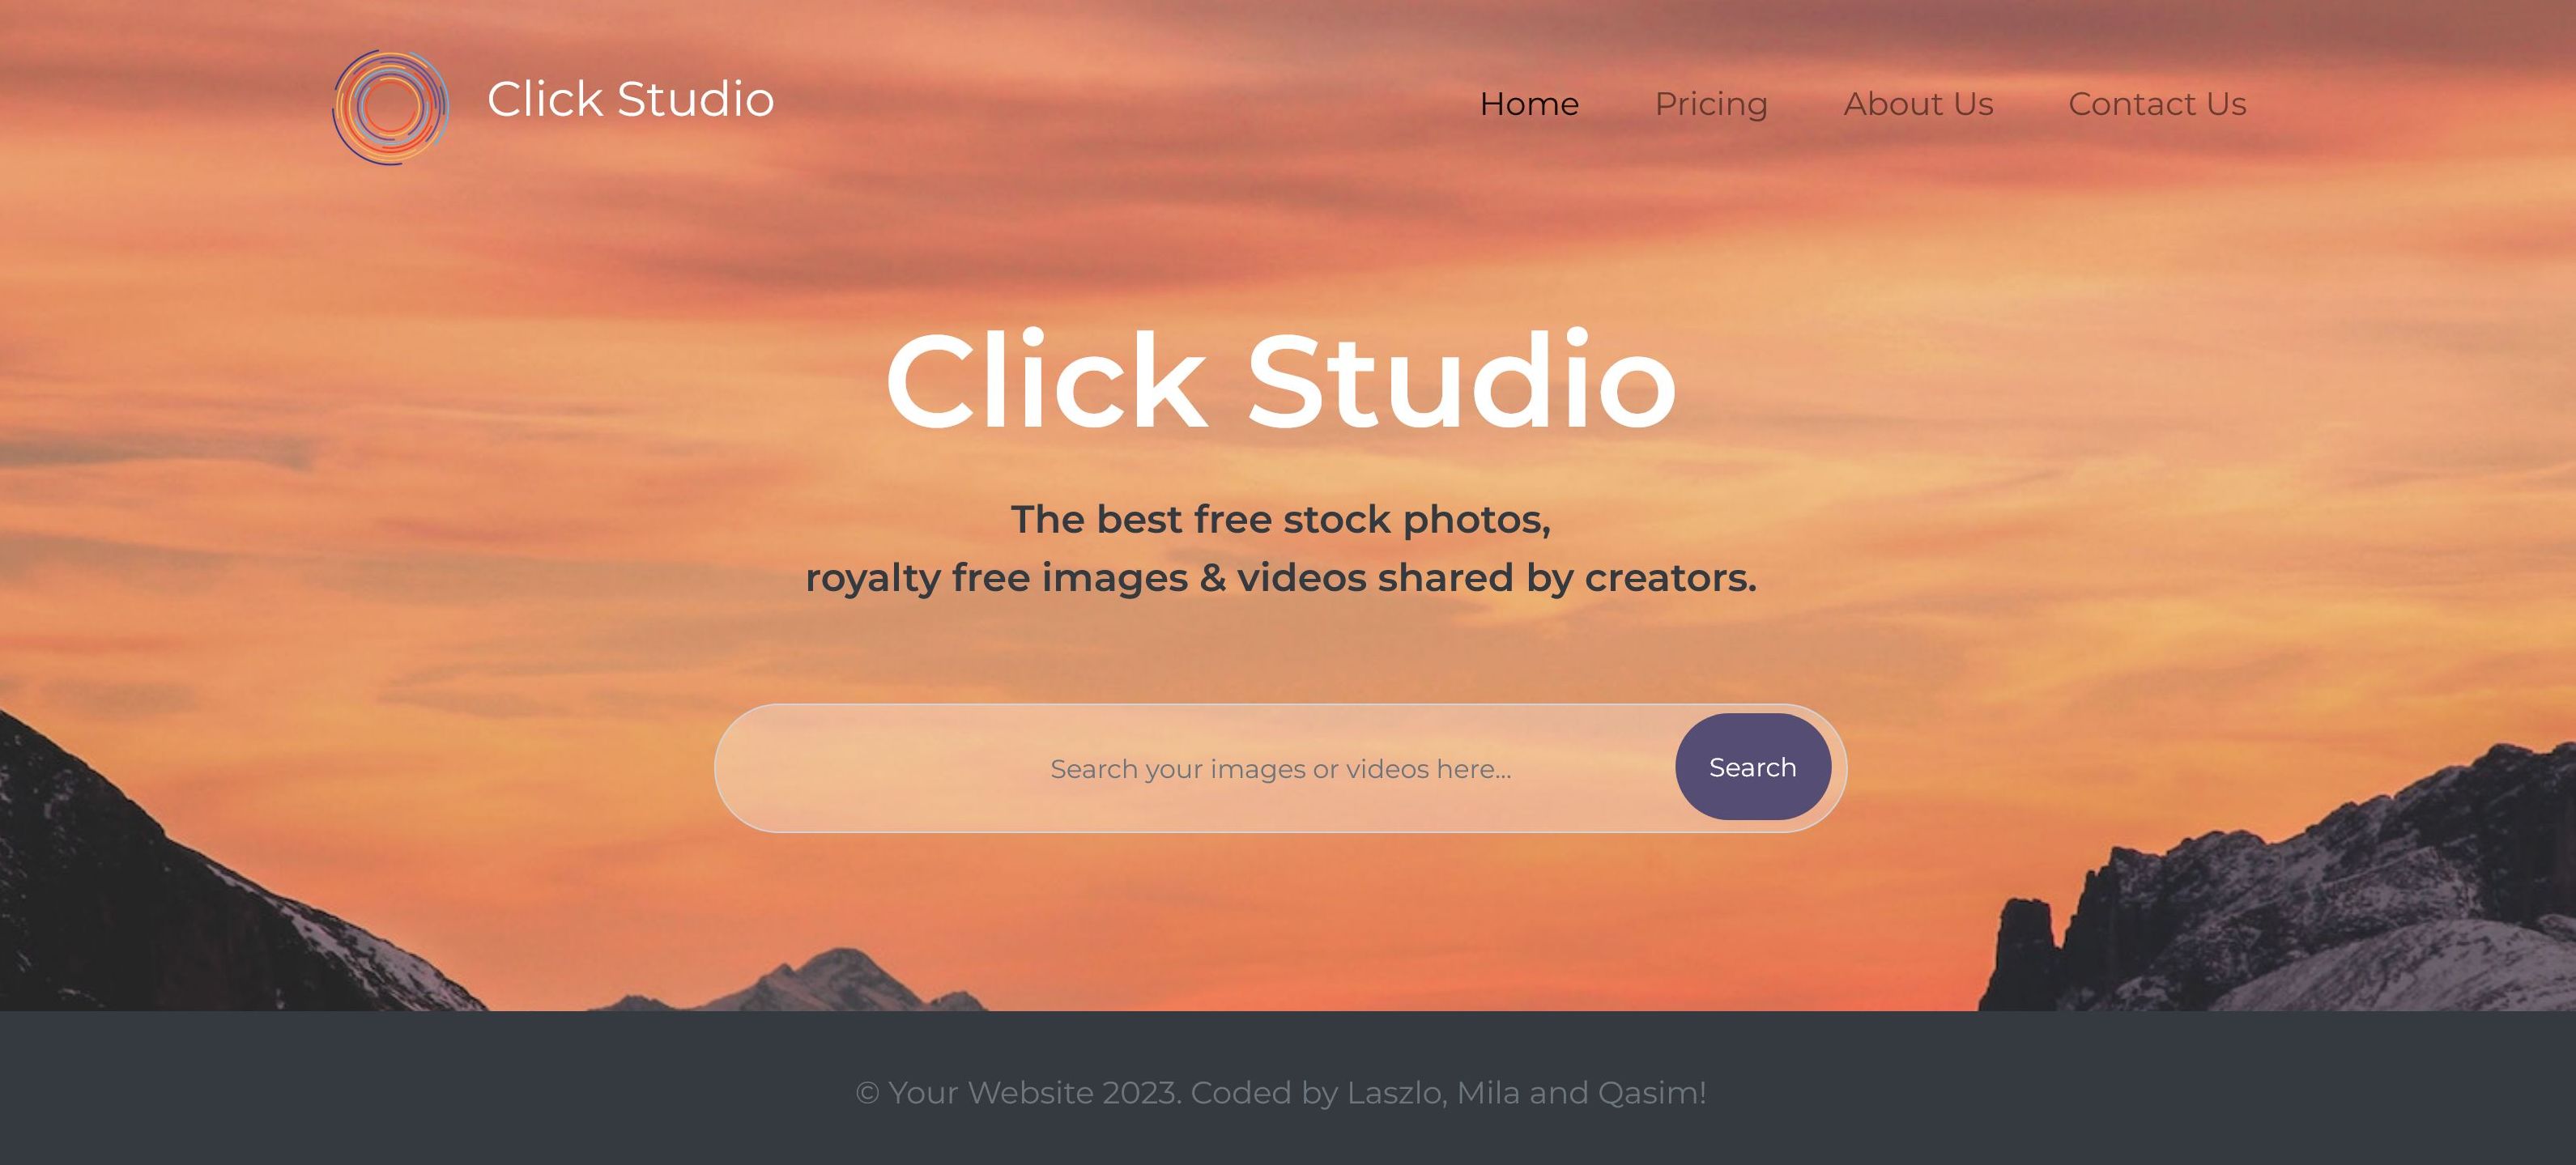 Click Studio
Home Pricing About Us Contact Us
Click Studio
The best free stock photos,
royalty free images & videos shared by creators.
Search your images or videos here...
Search
© Your Website 2023. Coded by Laszlo, Mila and Qasim!